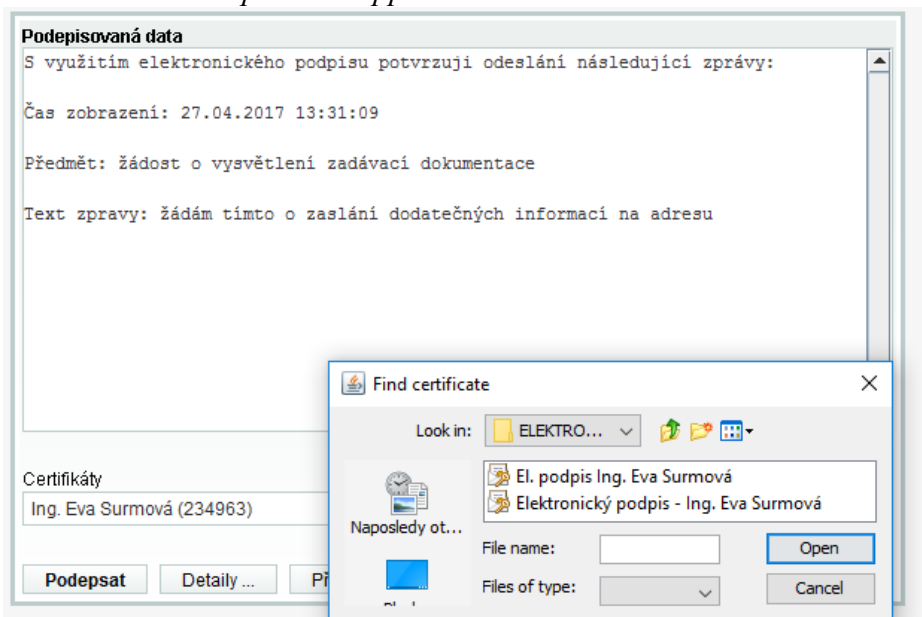 Podepisovaná data
S využitím elektronického podpisu potvrzuji odeslání následující zprávy:
Čas zobrazení: 27.04.2017 13:31:09
Předmět: žádost o vysvětlení zadávací dokumentace
Text zpravy: žádám tímto o zaslání dodatečných informací na adresu
Find certificate
Look in: ELEKTRO...
El. podpis Ing. Eva Surmová
Elektronický podpis - Ing. Eva Surmová
Naposledy ot...
File name:
Open
Files of type:
Cancel
Certifikáty
Ing. Eva Surmová (234963)
Podepsat
Detaily ...